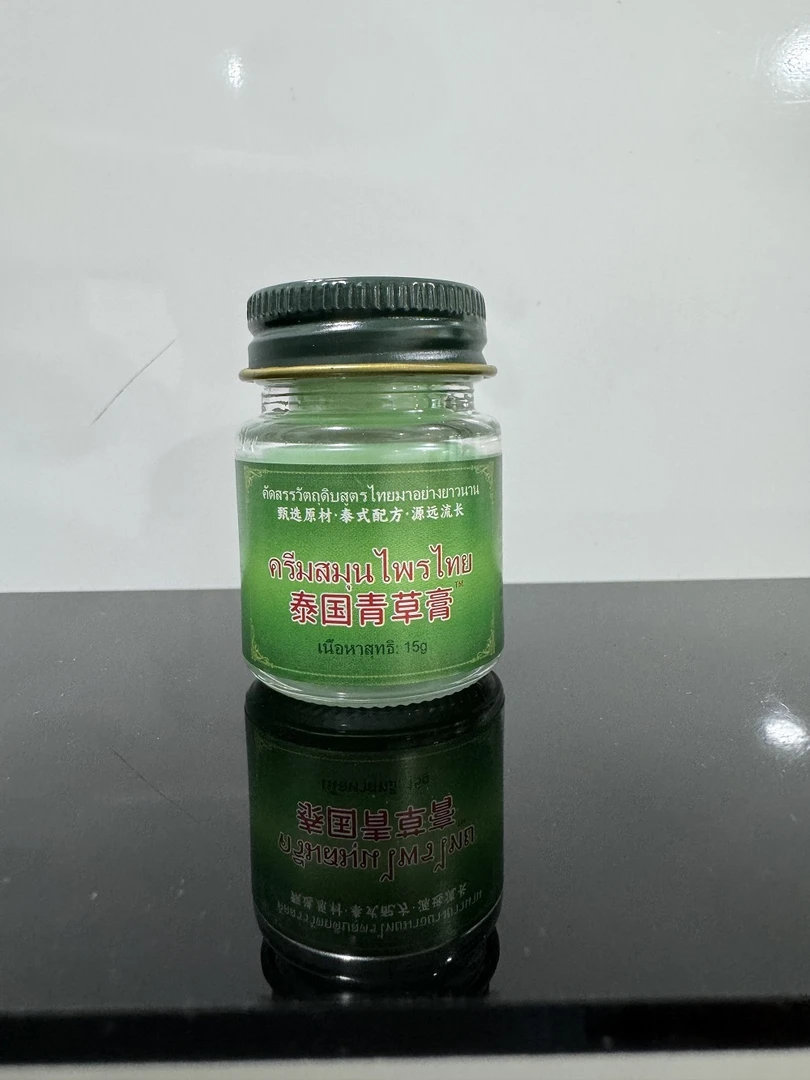 คัดสรรวัตถุดิบสูตรไทยมาอย่างยาวนาน
甄选原材·泰式配方·源远流长
ครีมสมุนไพรไทย
泰国青草膏™
เนื้อหาสุทธิ: 15g